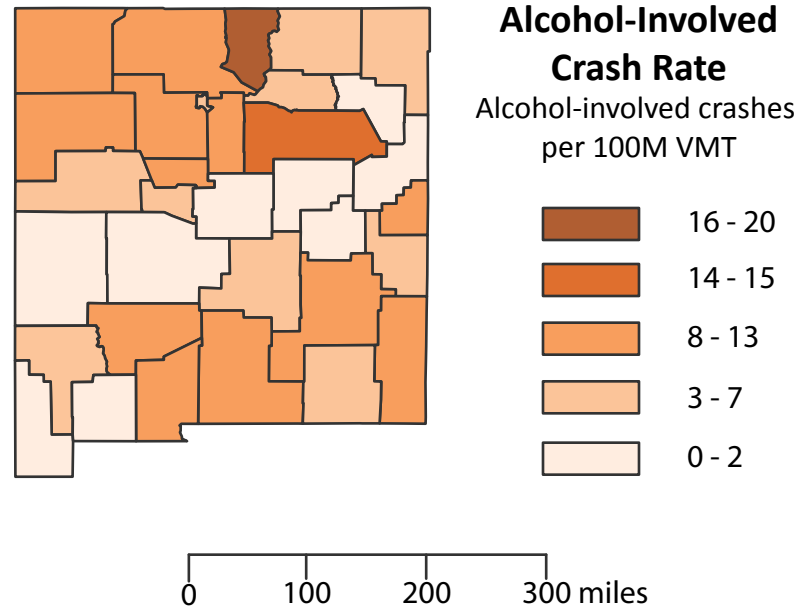 Alcohol-Involved
Crash Rate
Alcohol-involved crashes
per 100M VMT
16 - 20
14 - 15
8 - 13
3 - 7
0 - 2
0 100 200 300 miles